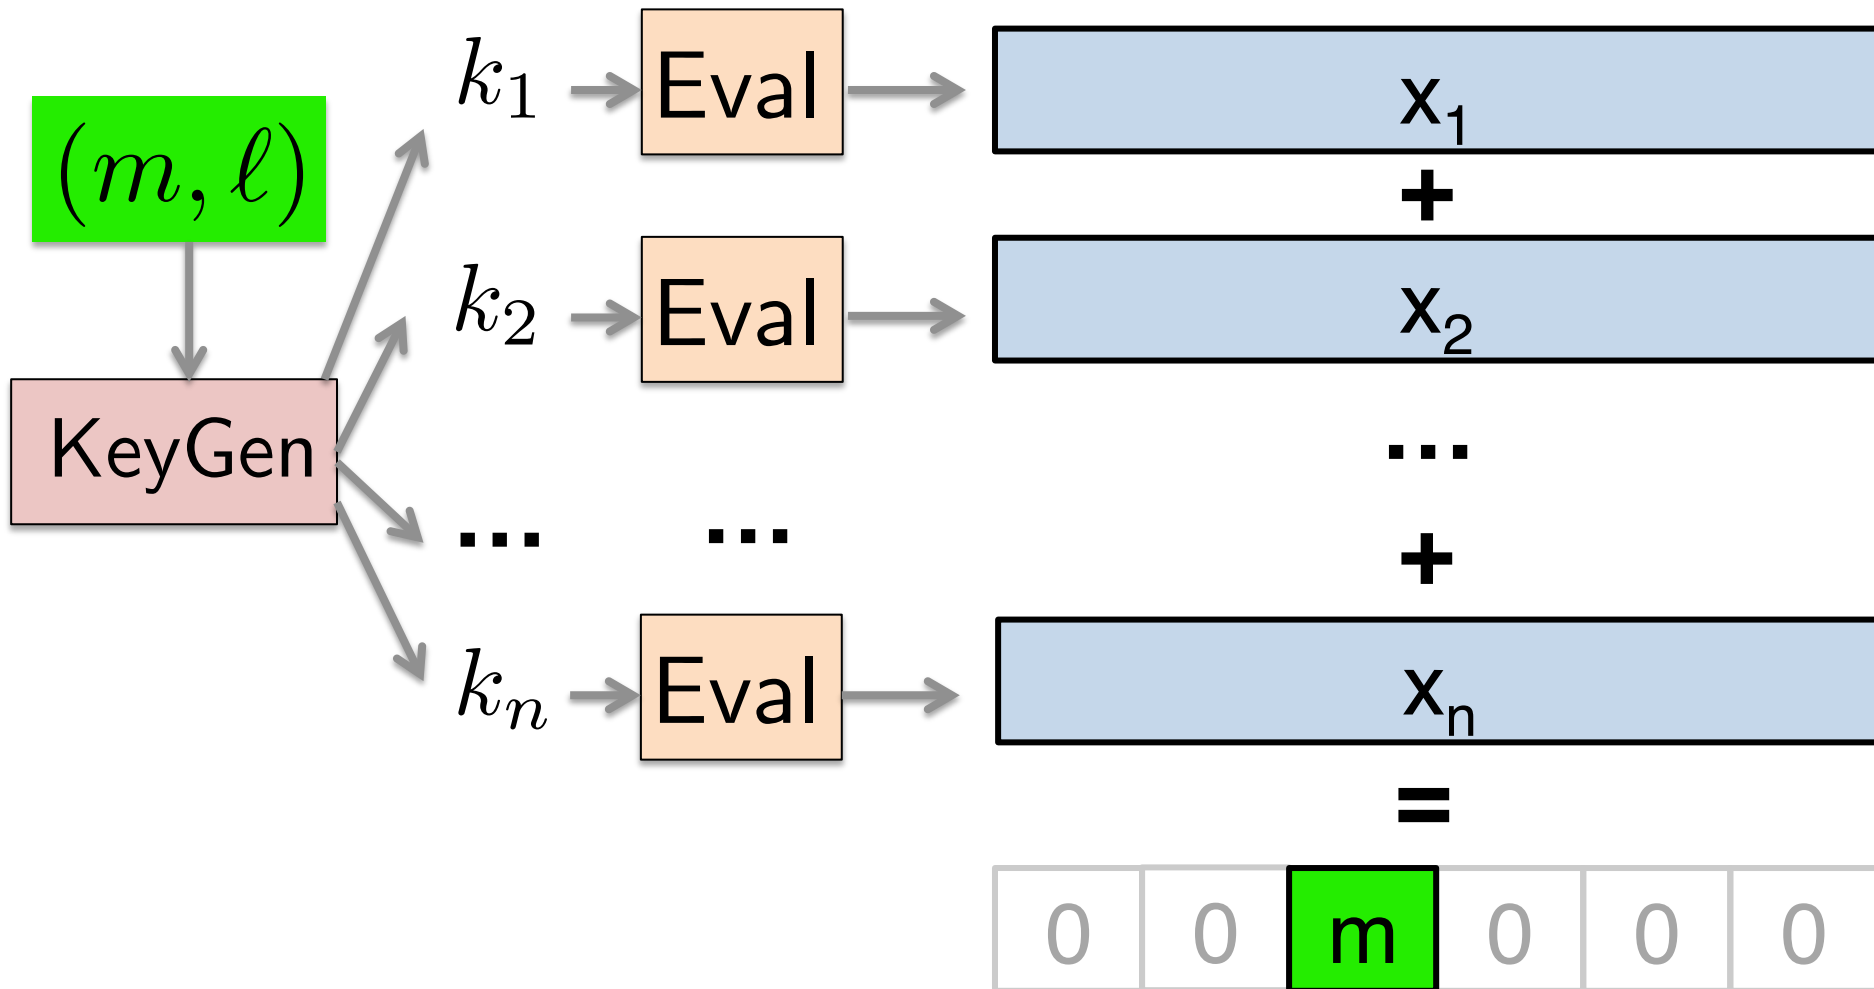 k₁ Eval x₁
(m, ℓ)
+
k₂ Eval x₂
KeyGen
...
... ...
+
kₙ Eval xₙ
=
0 0 m 0 0 0